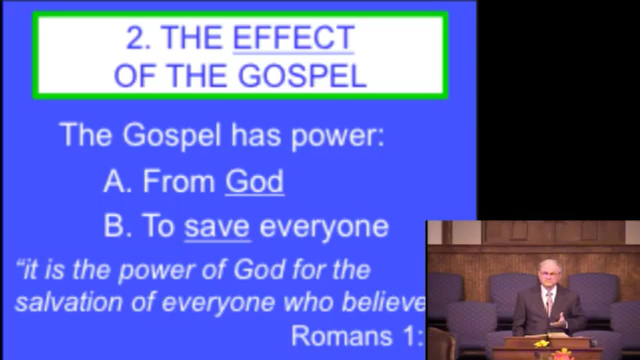 2. THE EFFECT
OF THE GOSPEL
The Gospel has power:
A. From God
B. To save everyone
“it is the power of God for the
salvation of everyone who believe
Romans 1: